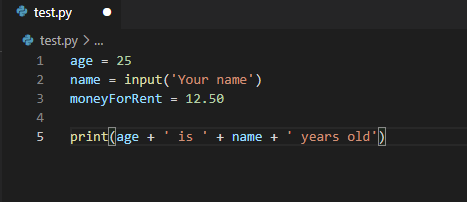 test.py
test.py > ...
1 age = 25
2 name = input('Your name')
3 moneyForRent = 12.50
4
5 print(age + ' is ' + name + ' years old')